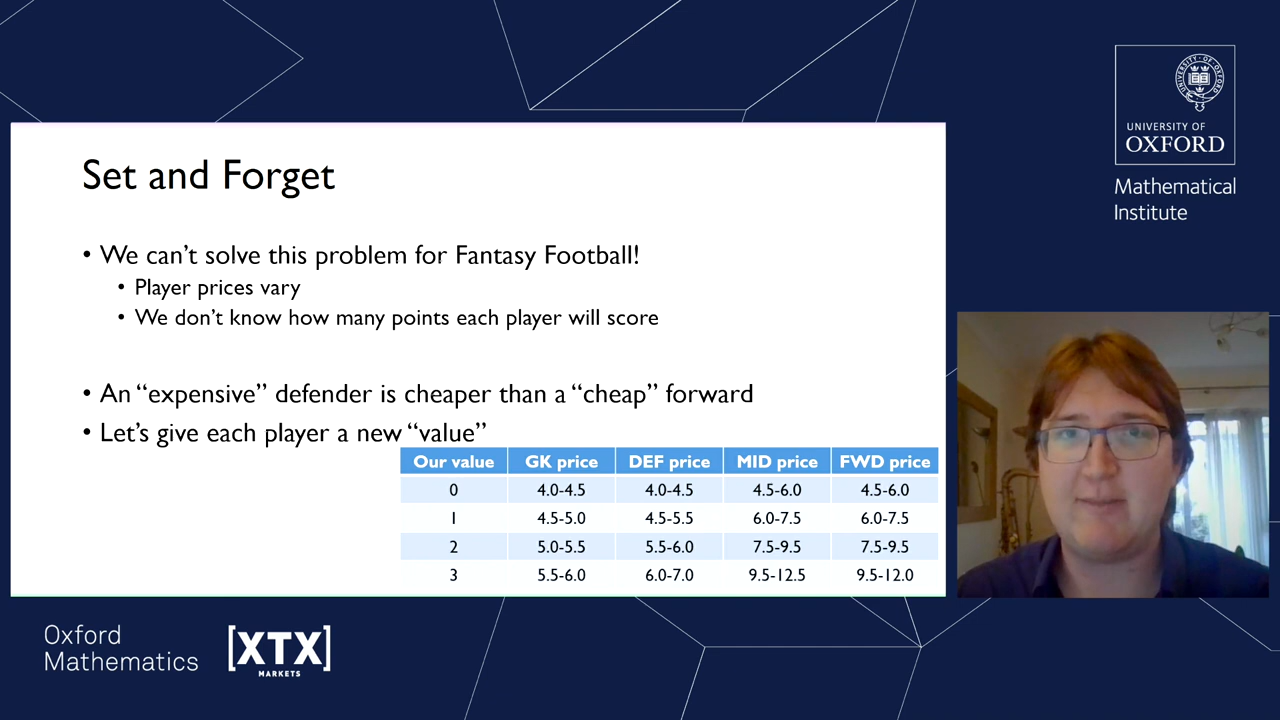 Set and Forget
• We can't solve this problem for Fantasy Football!
• Player prices vary
• We don't know how many points each player will score
• An “expensive” defender is cheaper than a “cheap” forward
• Let's give each player a new “value”
Our value GK price DEF price MID price FWD price
0 4.0-4.5 4.0-4.5 4.5-6.0 4.5-6.0
1 4.5-5.0 4.5-5.5 6.0-7.5 6.0-7.5
2 5.0-5.5 5.5-6.0 7.5-9.5 7.5-9.5
3 5.5-6.0 6.0-7.0 9.5-12.5 9.5-12.0
UNIVERSITY OF
OXFORD
Mathematical
Institute
Oxford
Mathematics
[XTX]
MARKETS